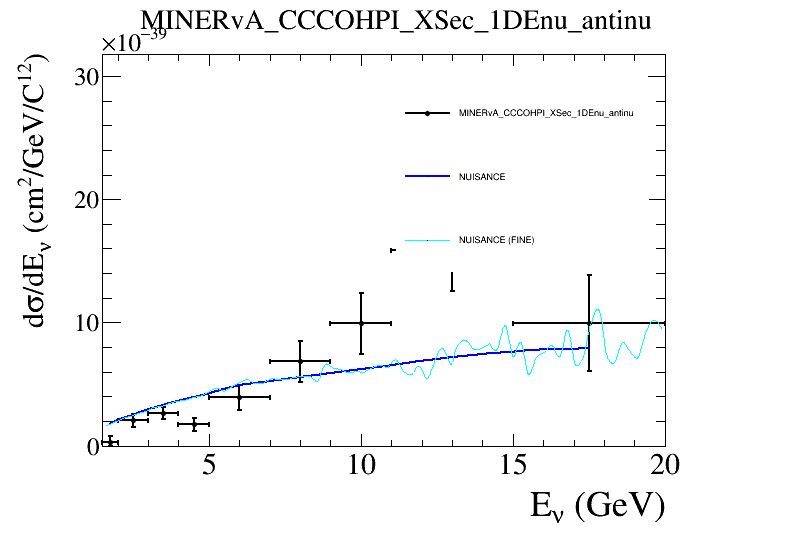 MINERvA_CCCOHPI_XSec_1DEnu_antinu
×10⁻³⁹
30
MINERvA_CCCOHPI_XSec_1DEnu_antinu
NUISANCE
20
NUISANCE (FINE)
10
0
dσ/dEν (cm²/GeV/C¹²)
5 10 15 20
Eν (GeV)